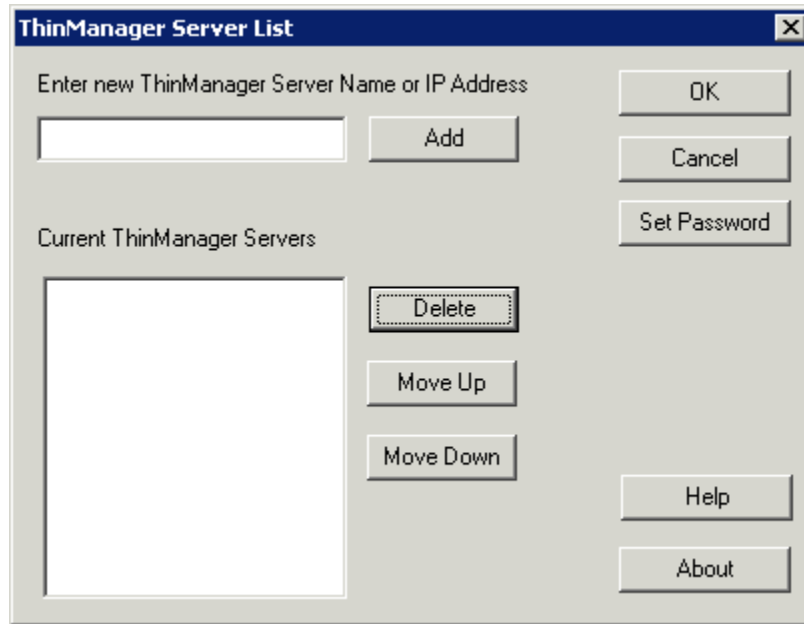 ThinManager Server List
Enter new ThinManager Server Name or IP Address
OK
Add
Cancel
Set Password
Current ThinManager Servers
Delete
Move Up
Move Down
Help
About